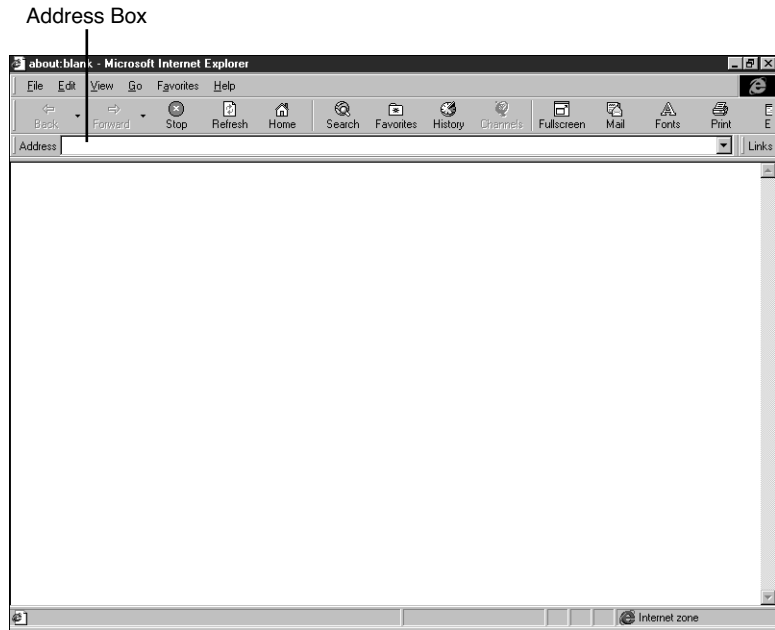 Address Box
about:blank - Microsoft Internet Explorer
File Edit View Go Favorites Help
Back Forward Stop Refresh Home Search Favorites History Channels Fullscreen Mail Fonts Print E
Address Links
Internet zone